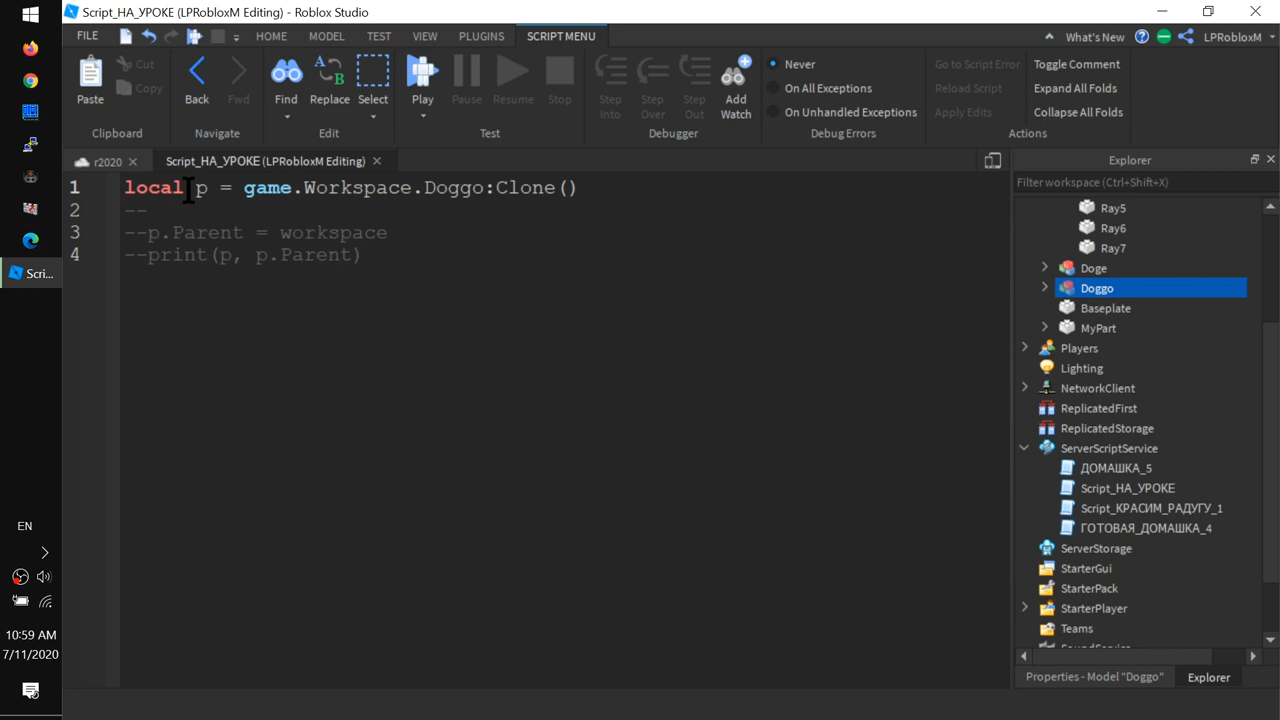 Script_НА_УРОКЕ (LPRobloxM Editing) - Roblox Studio
FILE HOME MODEL TEST VIEW PLUGINS SCRIPT MENU What's New LPRobloxM
Paste Cut Copy Back Fwd Find Replace Select Play Pause Resume Stop Step Into Step Over Step Out Add Watch
Never
On All Exceptions
On Unhandled Exceptions
Go to Script Error Toggle Comment
Reload Script Expand All Folds
Apply Edits Collapse All Folds
Clipboard Navigate Edit Test Debugger Debug Errors Actions
r2020 Script_НА_УРОКЕ (LPRobloxM Editing)
1 local p = game.Workspace.Doggo:Clone()
2 --
3 --p.Parent = workspace
4 --print(p, p.Parent)
Explorer
Filter workspace (Ctrl+Shift+X)
Ray5
Ray6
Ray7
Doge
Doggo
Baseplate
MyPart
Players
Lighting
NetworkClient
ReplicatedFirst
ReplicatedStorage
ServerScriptService
ДОМАШКА_5
Script_НА_УРОКЕ
Script_КРАСИМ_РАДУГУ_1
ГОТОВАЯ_ДОМАШКА_4
ServerStorage
StarterGui
StarterPack
StarterPlayer
Teams
Properties - Model "Doggo" Explorer
Scri...
EN
10:59 AM
7/11/2020